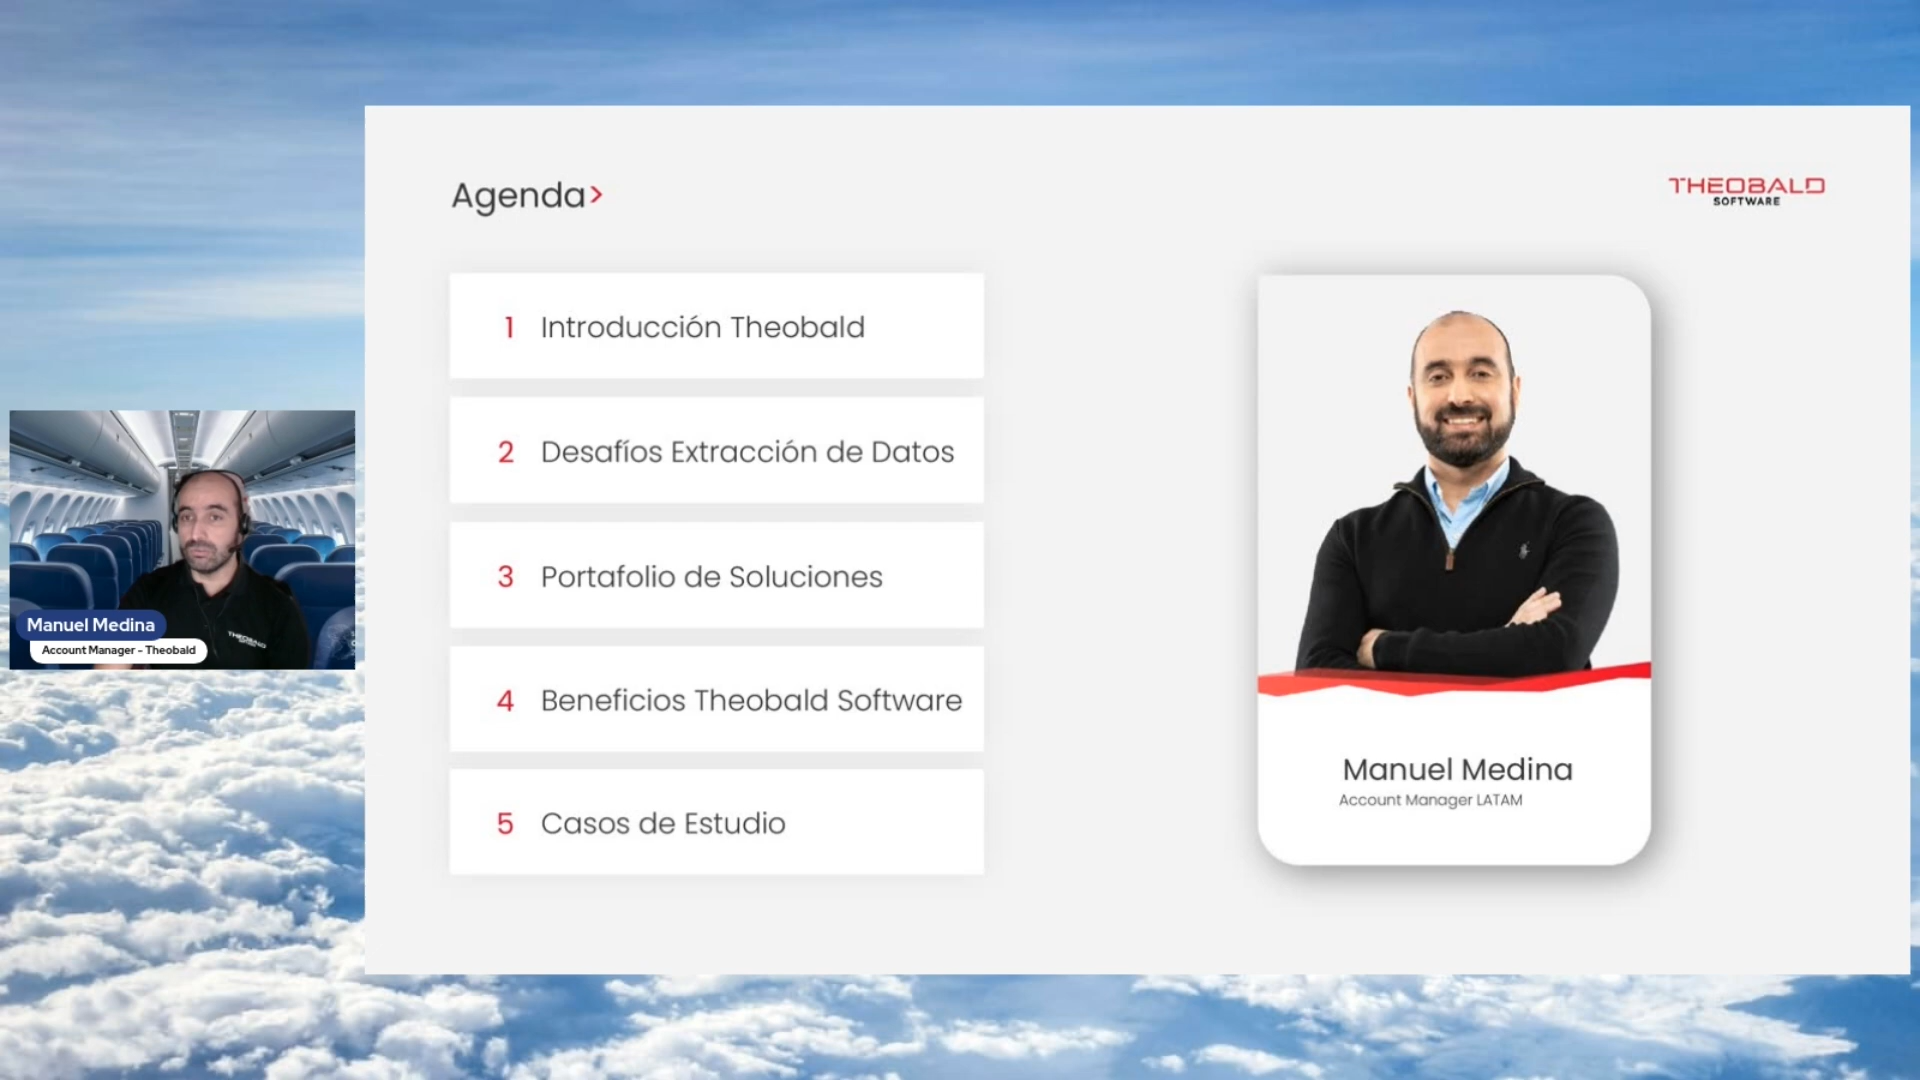 Agenda>
THEOBALD
SOFTWARE
1 Introducción Theobald
2 Desafíos Extracción de Datos
3 Portafolio de Soluciones
4 Beneficios Theobald Software
5 Casos de Estudio
Manuel Medina
Account Manager LATAM
THEOBALD
Manuel Medina
Account Manager - Theobald